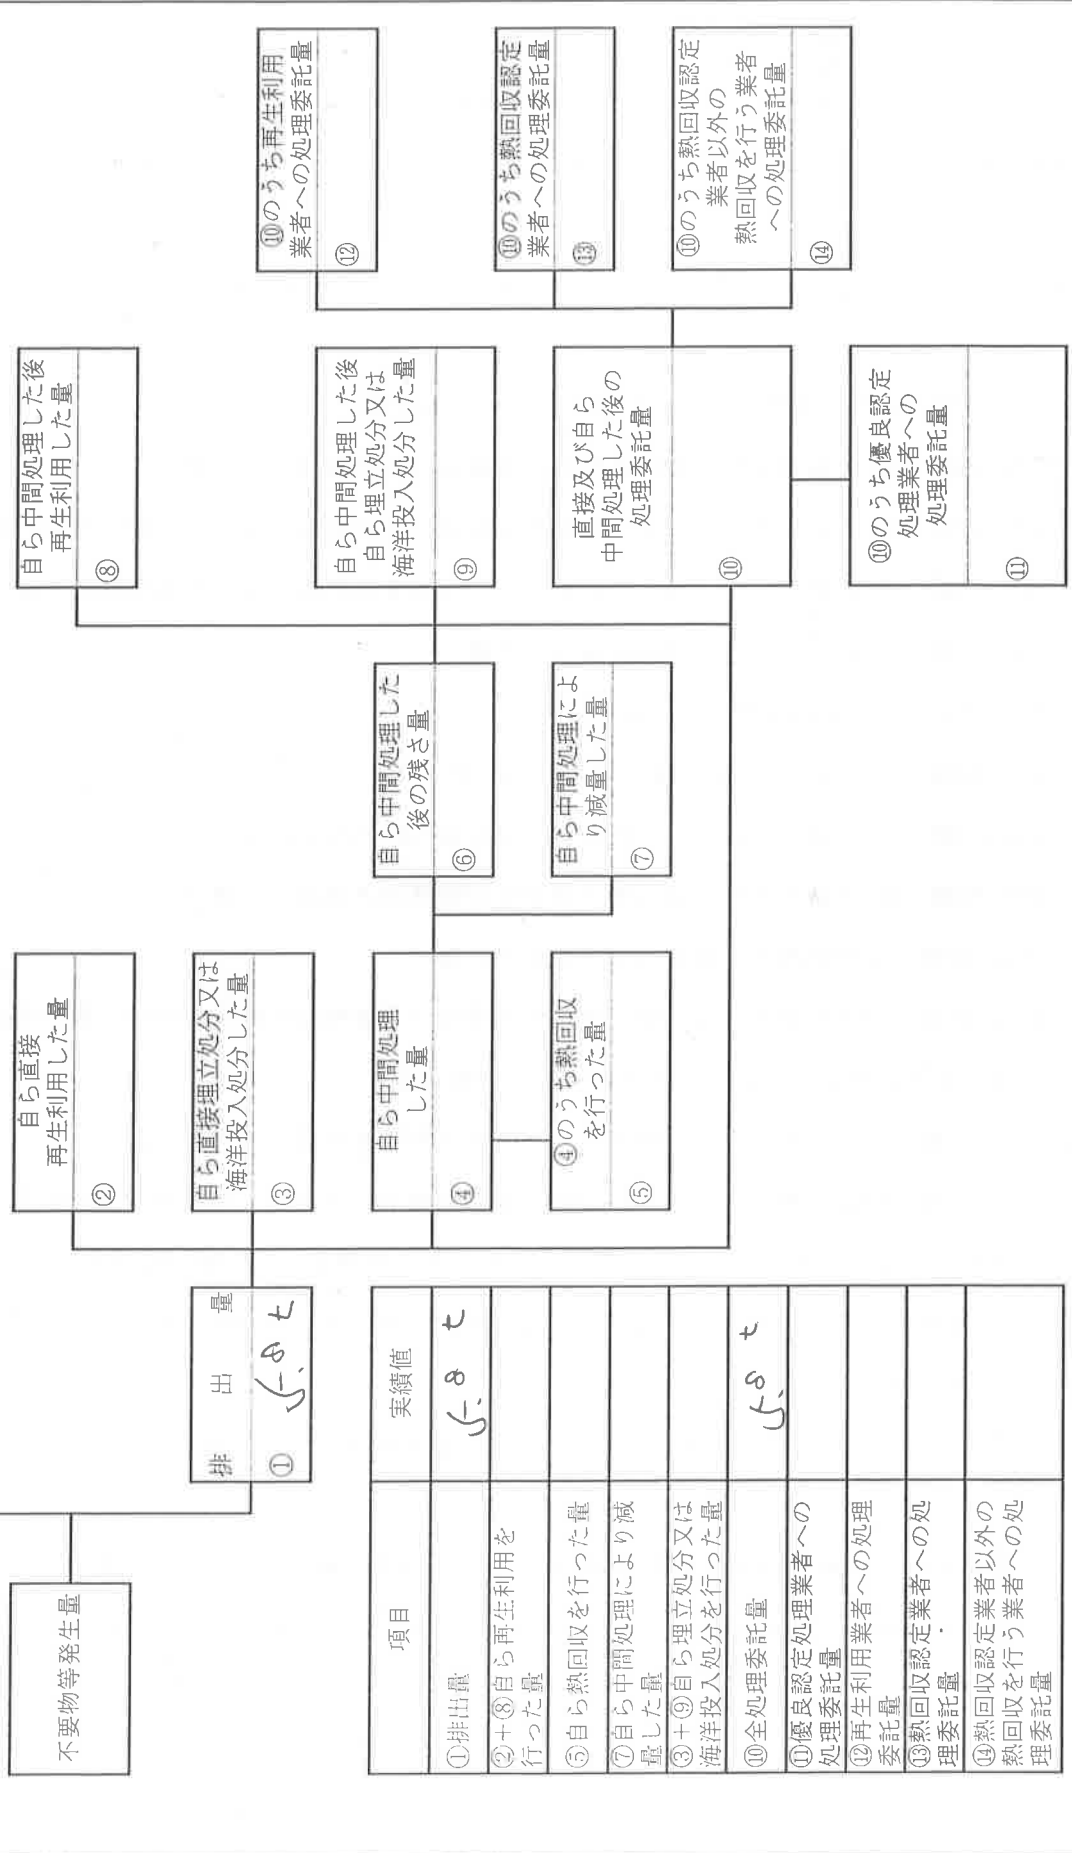 不要物等発生量
排 出 量
① 5.8 t
自ら直接
再生利用した量
②
自ら直接埋立処分又は
海洋投入処分した量
③
自ら中間処理
した量
④
④のうち熱回収
を行った量
⑤
自ら中間処理した
後の残さ量
⑥
自ら中間処理によ
り減量した量
⑦
自ら中間処理した後
再生利用した量
⑧
自ら中間処理した後
自ら埋立処分又は
海洋投入処分した量
⑨
直接及び自ら
中間処理した後の
処理委託量
⑩
⑩のうち優良認定
処理業者への
処理委託量
⑪
⑩のうち再生利用
業者への処理委託量
⑫
⑩のうち熱回収認定
業者への処理委託量
⑬
⑩のうち熱回収認定
業者以外の
熱回収を行う業者
への処理委託量
⑭
項目 実績値
①排出量 5.8 t
②+⑧自ら再生利用を
行った量
⑤自ら熱回収を行った量
⑦自ら中間処理により減
量した量
③+⑨自ら埋立処分又は
海洋投入処分を行った量
⑩全処理委託量 5.8 t
⑪優良認定処理業者への
処理委託量
⑫再生利用業者への処理
委託量
⑬熱回収認定業者への処
理委託量
⑭熱回収認定業者以外の
熱回収を行う業者への処
理委託量